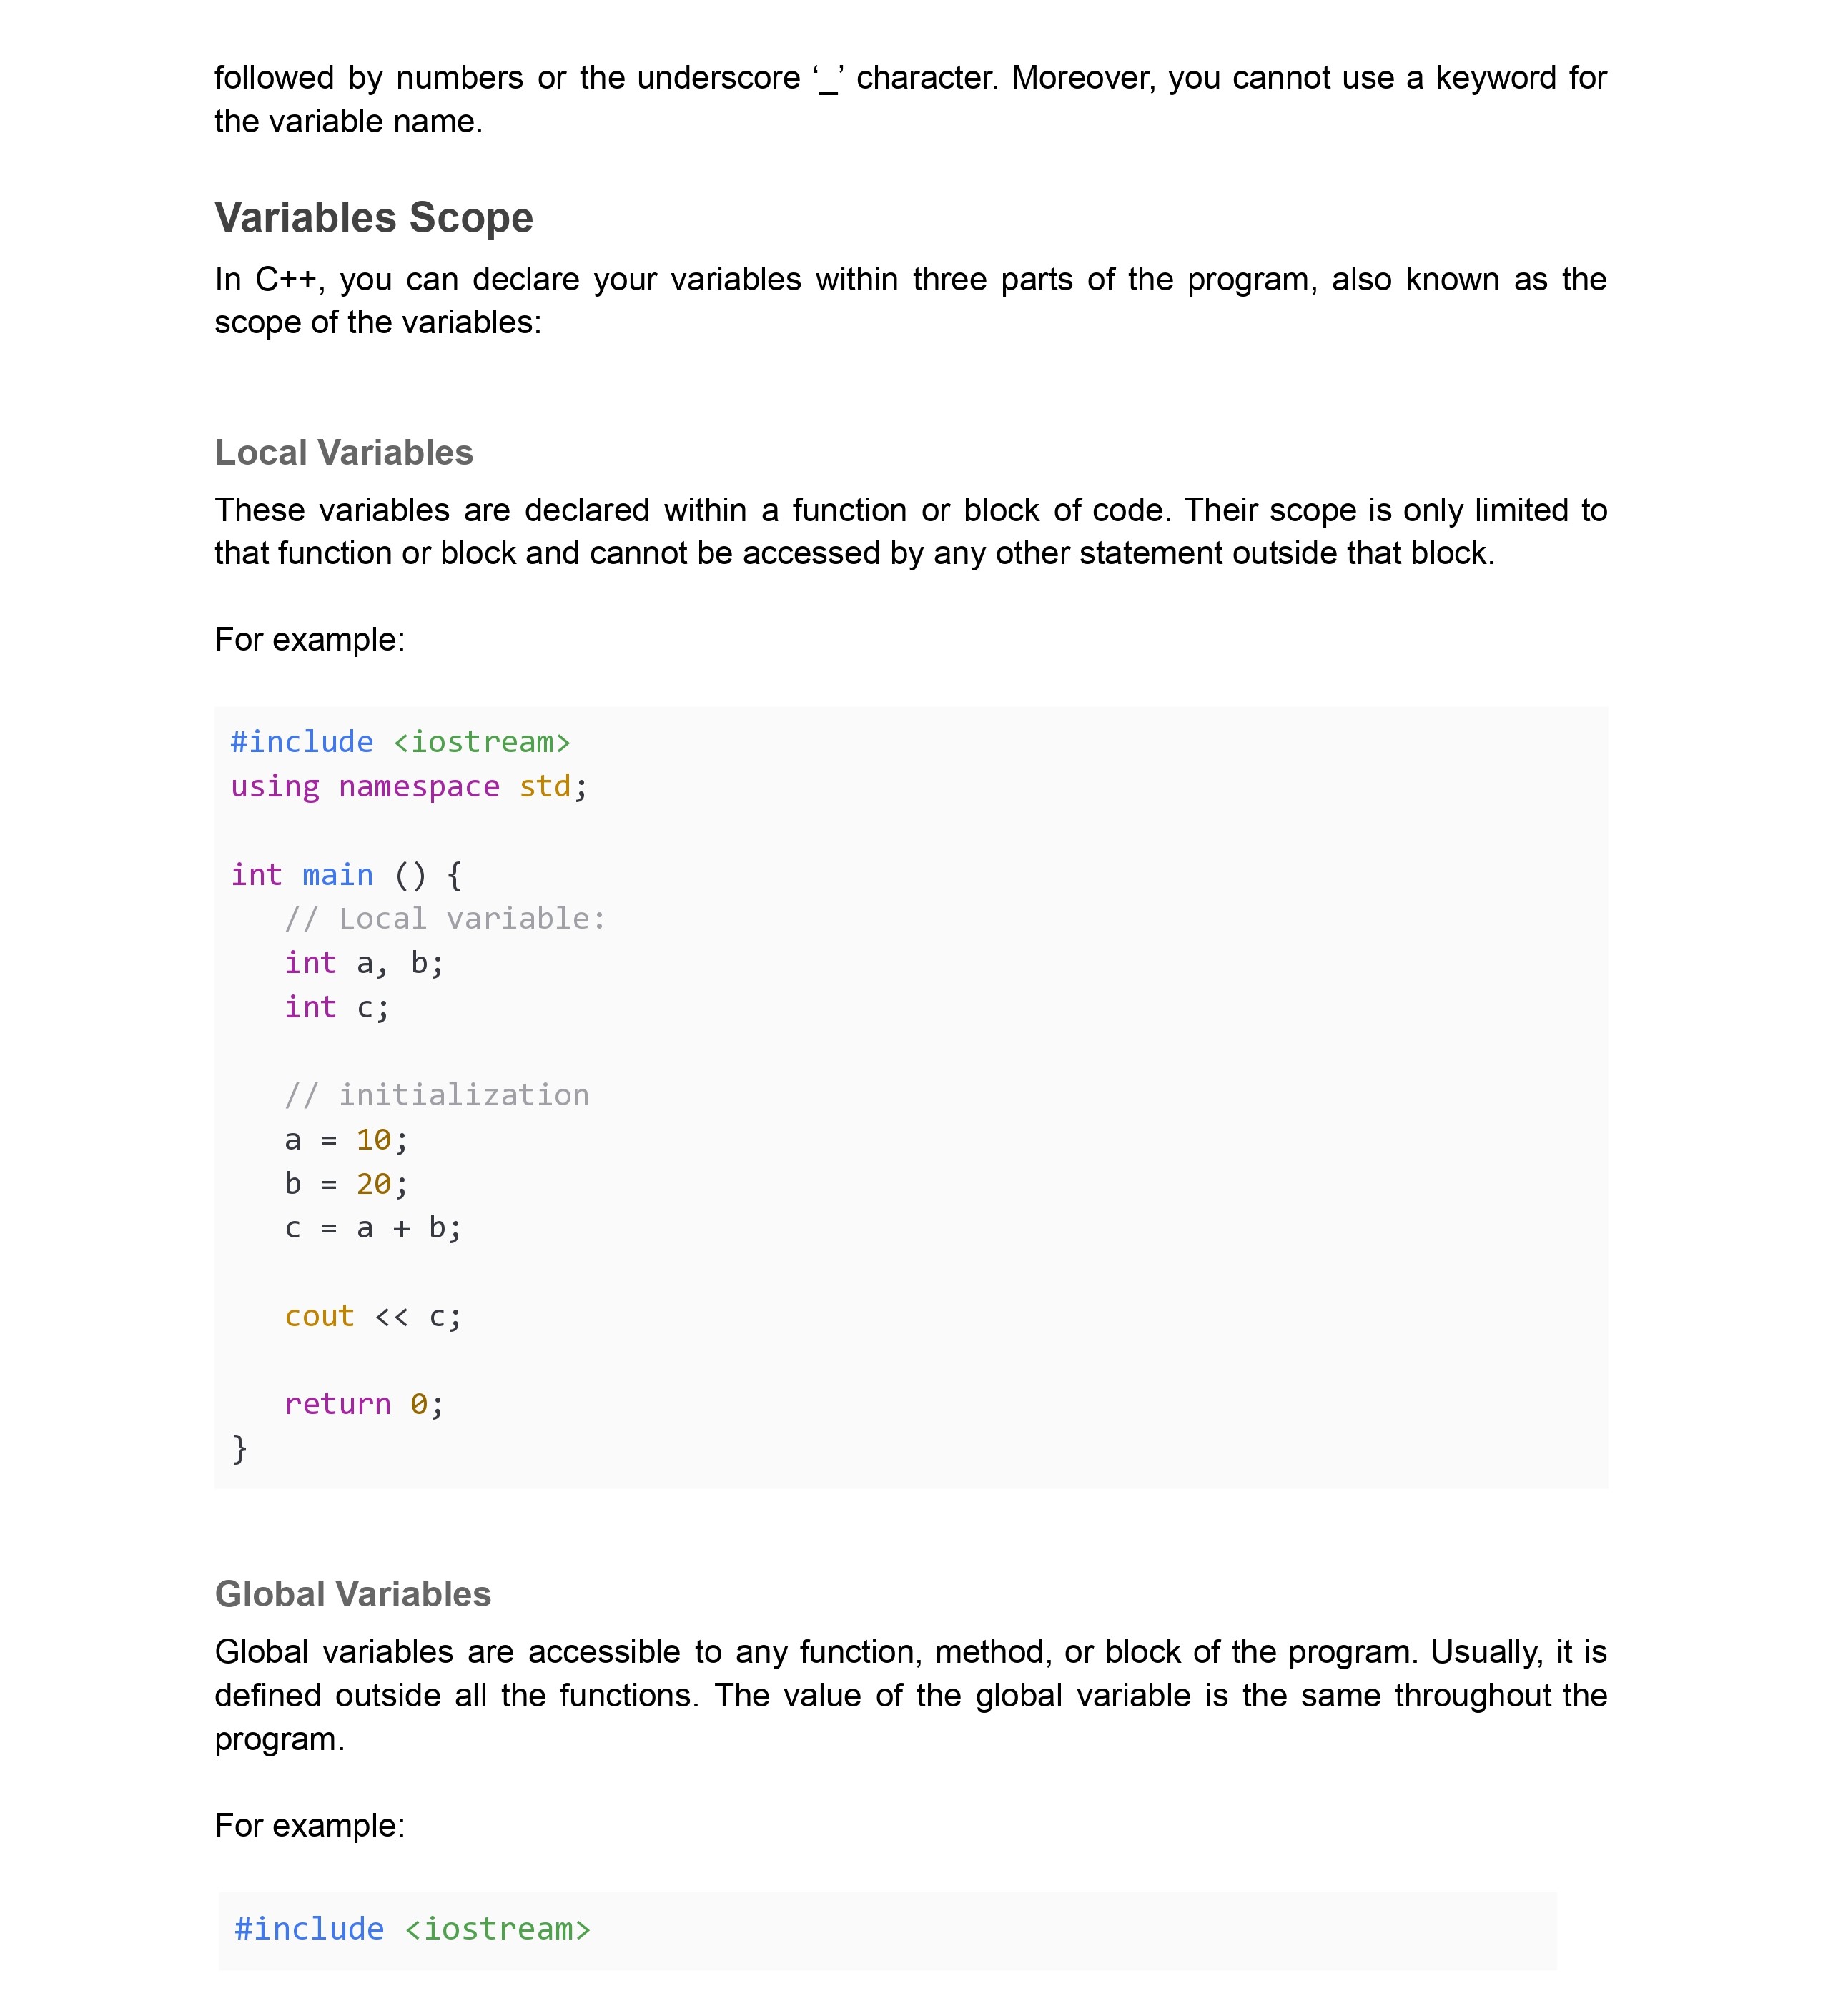 followed by numbers or the underscore ‘_’ character. Moreover, you cannot use a keyword for
the variable name.
Variables Scope
In C++, you can declare your variables within three parts of the program, also known as the
scope of the variables:
Local Variables
These variables are declared within a function or block of code. Their scope is only limited to
that function or block and cannot be accessed by any other statement outside that block.
For example:
#include <iostream>
using namespace std;
int main () {
   // Local variable:
   int a, b;
   int c;
   // initialization
   a = 10;
   b = 20;
   c = a + b;
   cout << c;
   return 0;
}
Global Variables
Global variables are accessible to any function, method, or block of the program. Usually, it is
defined outside all the functions. The value of the global variable is the same throughout the
program.
For example:
#include <iostream>